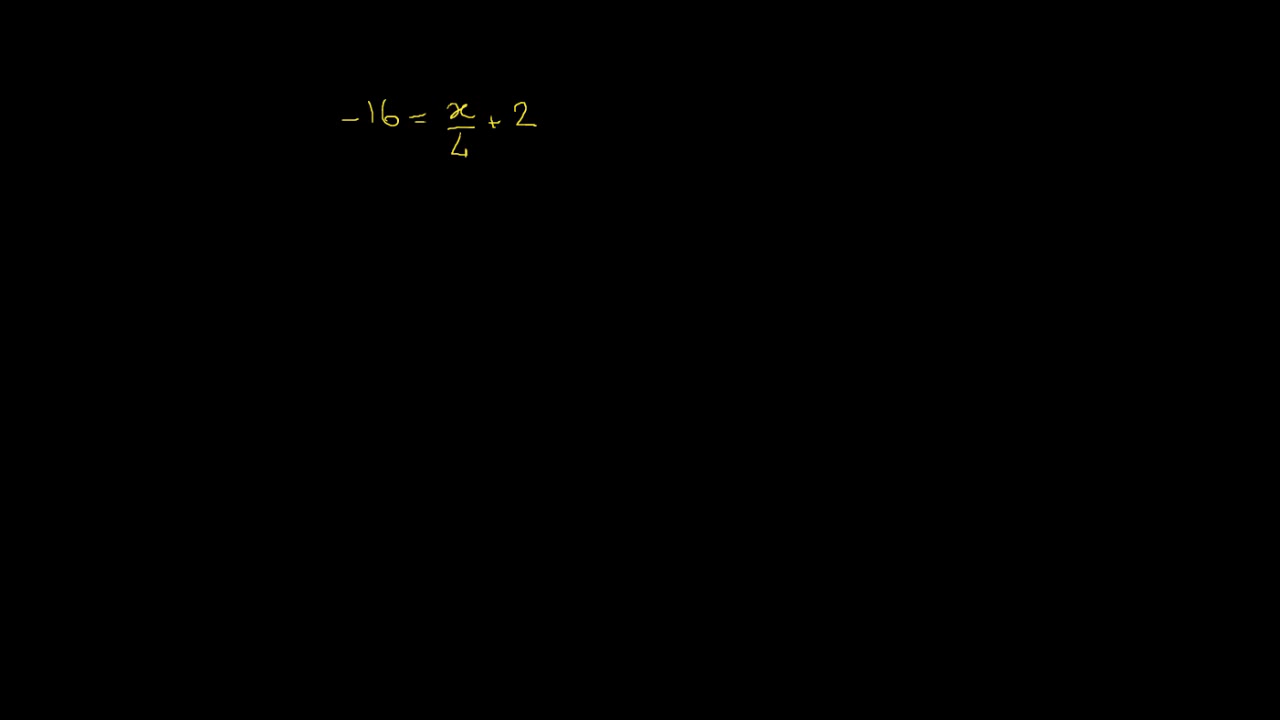 -16 = x/4 + 2